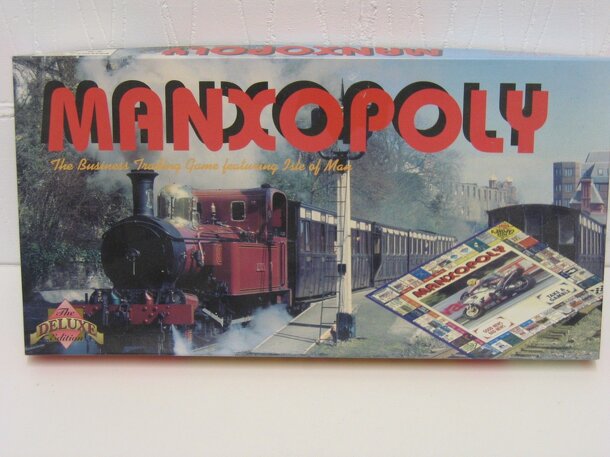 MANXOPOLY
MANXOPOLY
The Business Trading Game featuring Isle of Man
The
DELUXE
Edition
MANXOPOLY